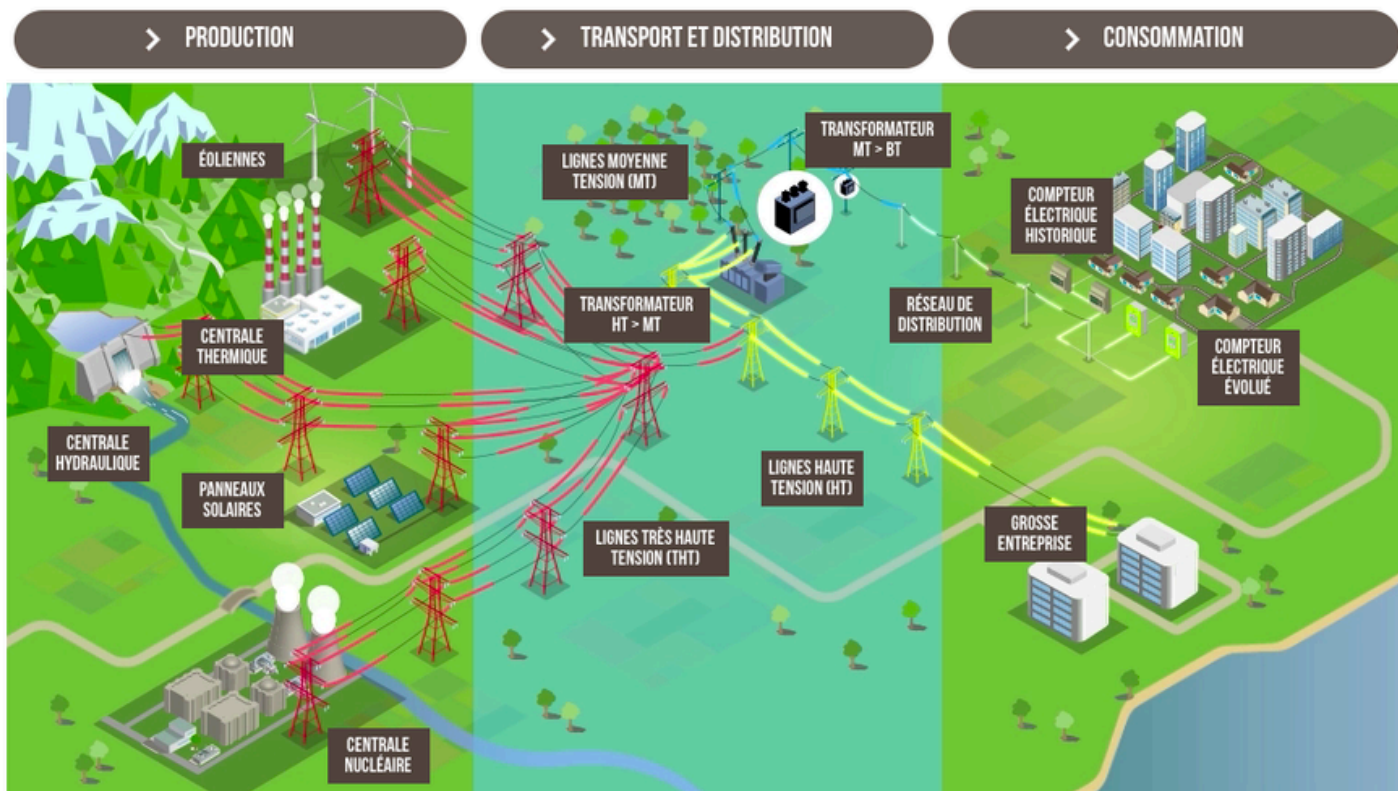 PRODUCTION
TRANSPORT ET DISTRIBUTION
CONSOMMATION
ÉOLIENNES
LIGNES MOYENNE
TENSION (MT)
TRANSFORMATEUR
MT > BT
COMPTEUR
ÉLECTRIQUE
HISTORIQUE
CENTRALE
THERMIQUE
TRANSFORMATEUR
HT > MT
RÉSEAU DE
DISTRIBUTION
COMPTEUR
ÉLECTRIQUE
ÉVOLUÉ
CENTRALE
HYDRAULIQUE
PANNEAUX
SOLAIRES
LIGNES HAUTE
TENSION (HT)
LIGNES TRÈS HAUTE
TENSION (THT)
GROSSE
ENTREPRISE
CENTRALE
NUCLÉAIRE